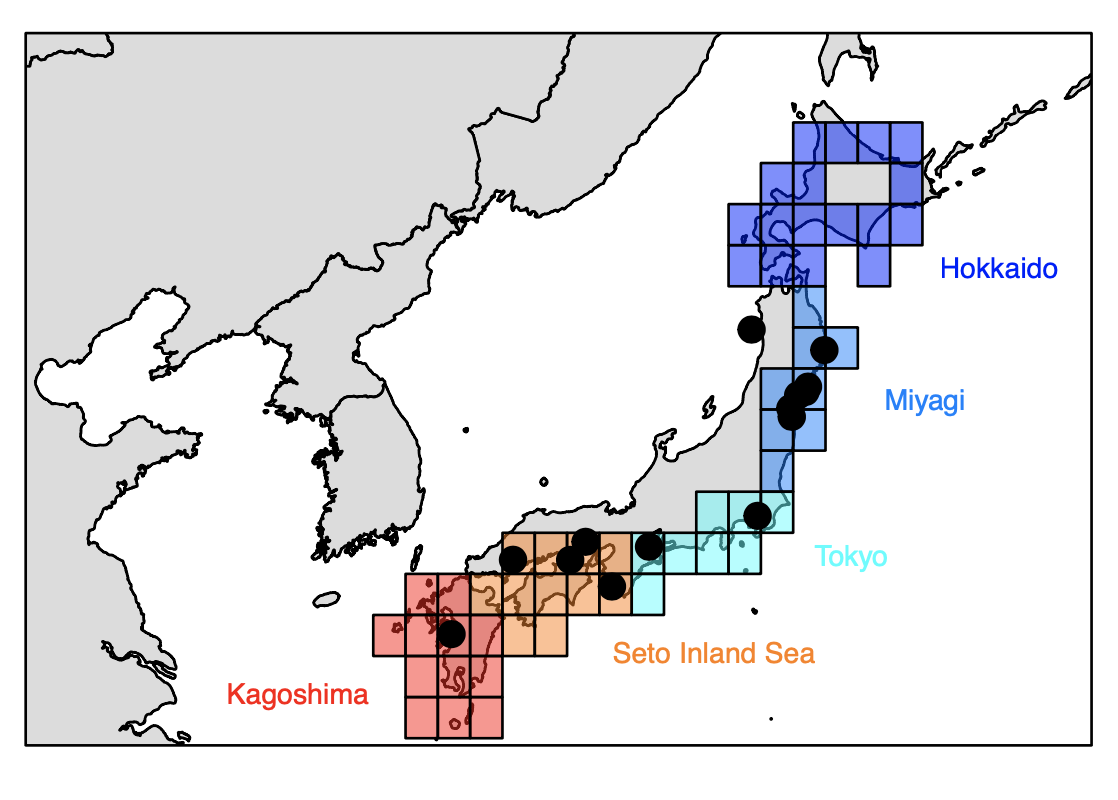 Hokkaido
Miyagi
Tokyo
Seto Inland Sea
Kagoshima